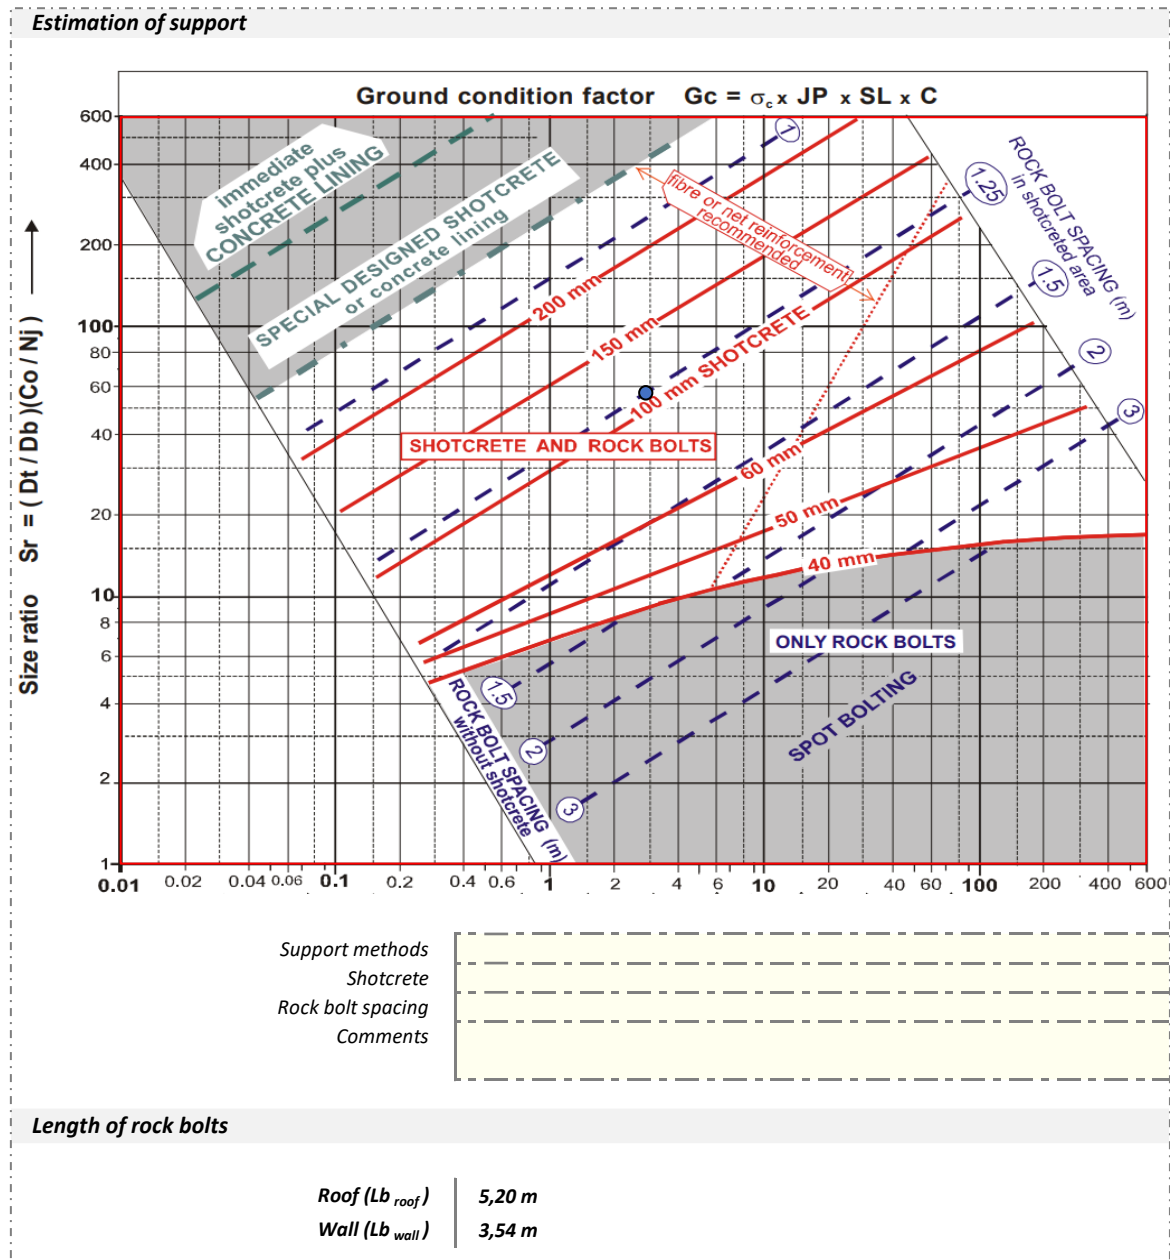 Estimation of support
Ground condition factor Gc = σc x JP x SL x C
600
400
200
100
80
60
40
20
10
8
6
4
2
1
Size ratio Sr = ( Dt / Db )(Co / Nj )
immediate
shotcrete plus
CONCRETE LINING
SPECIAL DESIGNED SHOTCRETE
or concrete lining
fibre or net reinforcement
recommended
ROCK BOLT SPACING (m)
in shotcreted area
1
1.25
1.5
2
3
200 mm
150 mm
100 mm SHOTCRETE
60 mm
50 mm
40 mm
SHOTCRETE AND ROCK BOLTS
ONLY ROCK BOLTS
SPOT BOLTING
1.5
2
3
ROCK BOLT SPACING (m)
without shotcrete
0.01 0.02 0.04 0.06 0.1 0.2 0.4 0.6 1 2 4 6 10 20 40 60 100 200 400 600
Support methods
Shotcrete
Rock bolt spacing
Comments
Length of rock bolts
Roof (Lb roof ) 5,20 m
Wall (Lb wall ) 3,54 m